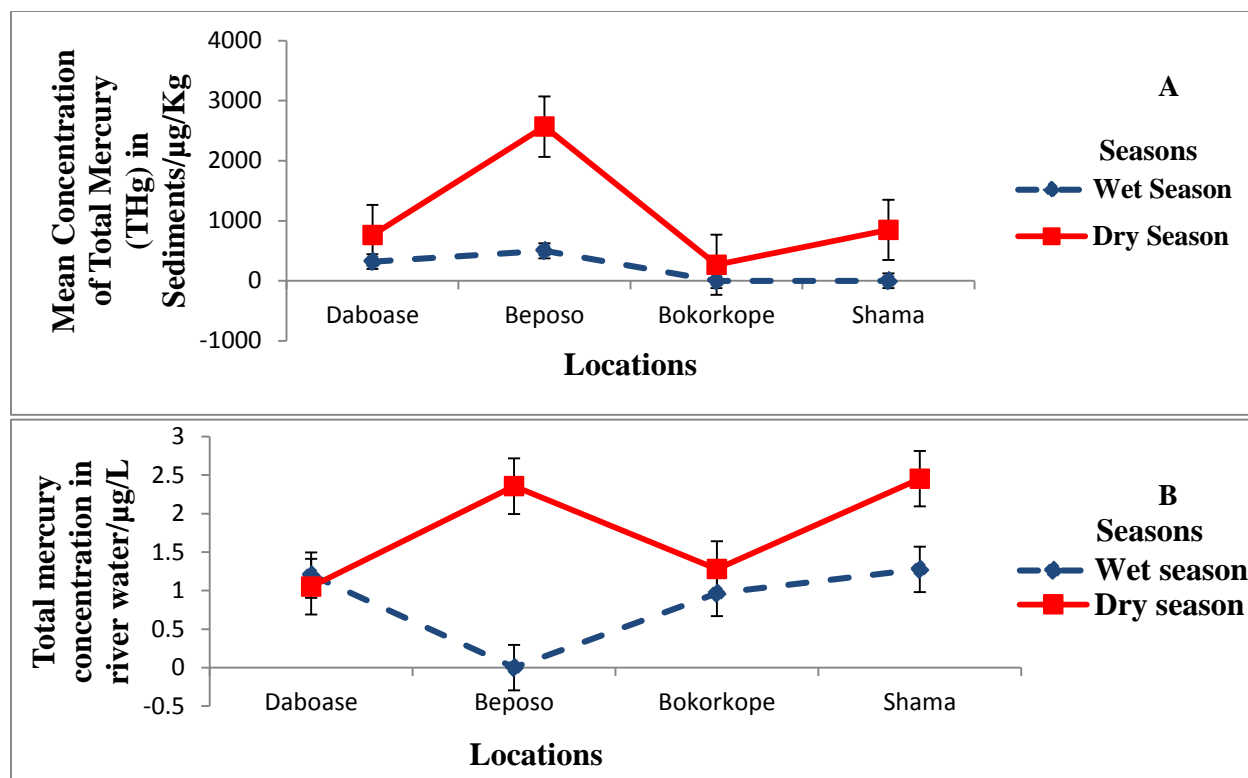 Mean Concentration
of Total Mercury
(THg) in
Sediments/µg/Kg
4000
3000
2000
1000
0
-1000
Daboase
Beposo
Bokorkope
Shama
Locations
A
Seasons
Wet Season
Dry Season
Total mercury
concentration in
river water/µg/L
3
2.5
2
1.5
1
0.5
0
-0.5
Daboase
Beposo
Bokorkope
Shama
Locations
B
Seasons
Wet season
Dry season